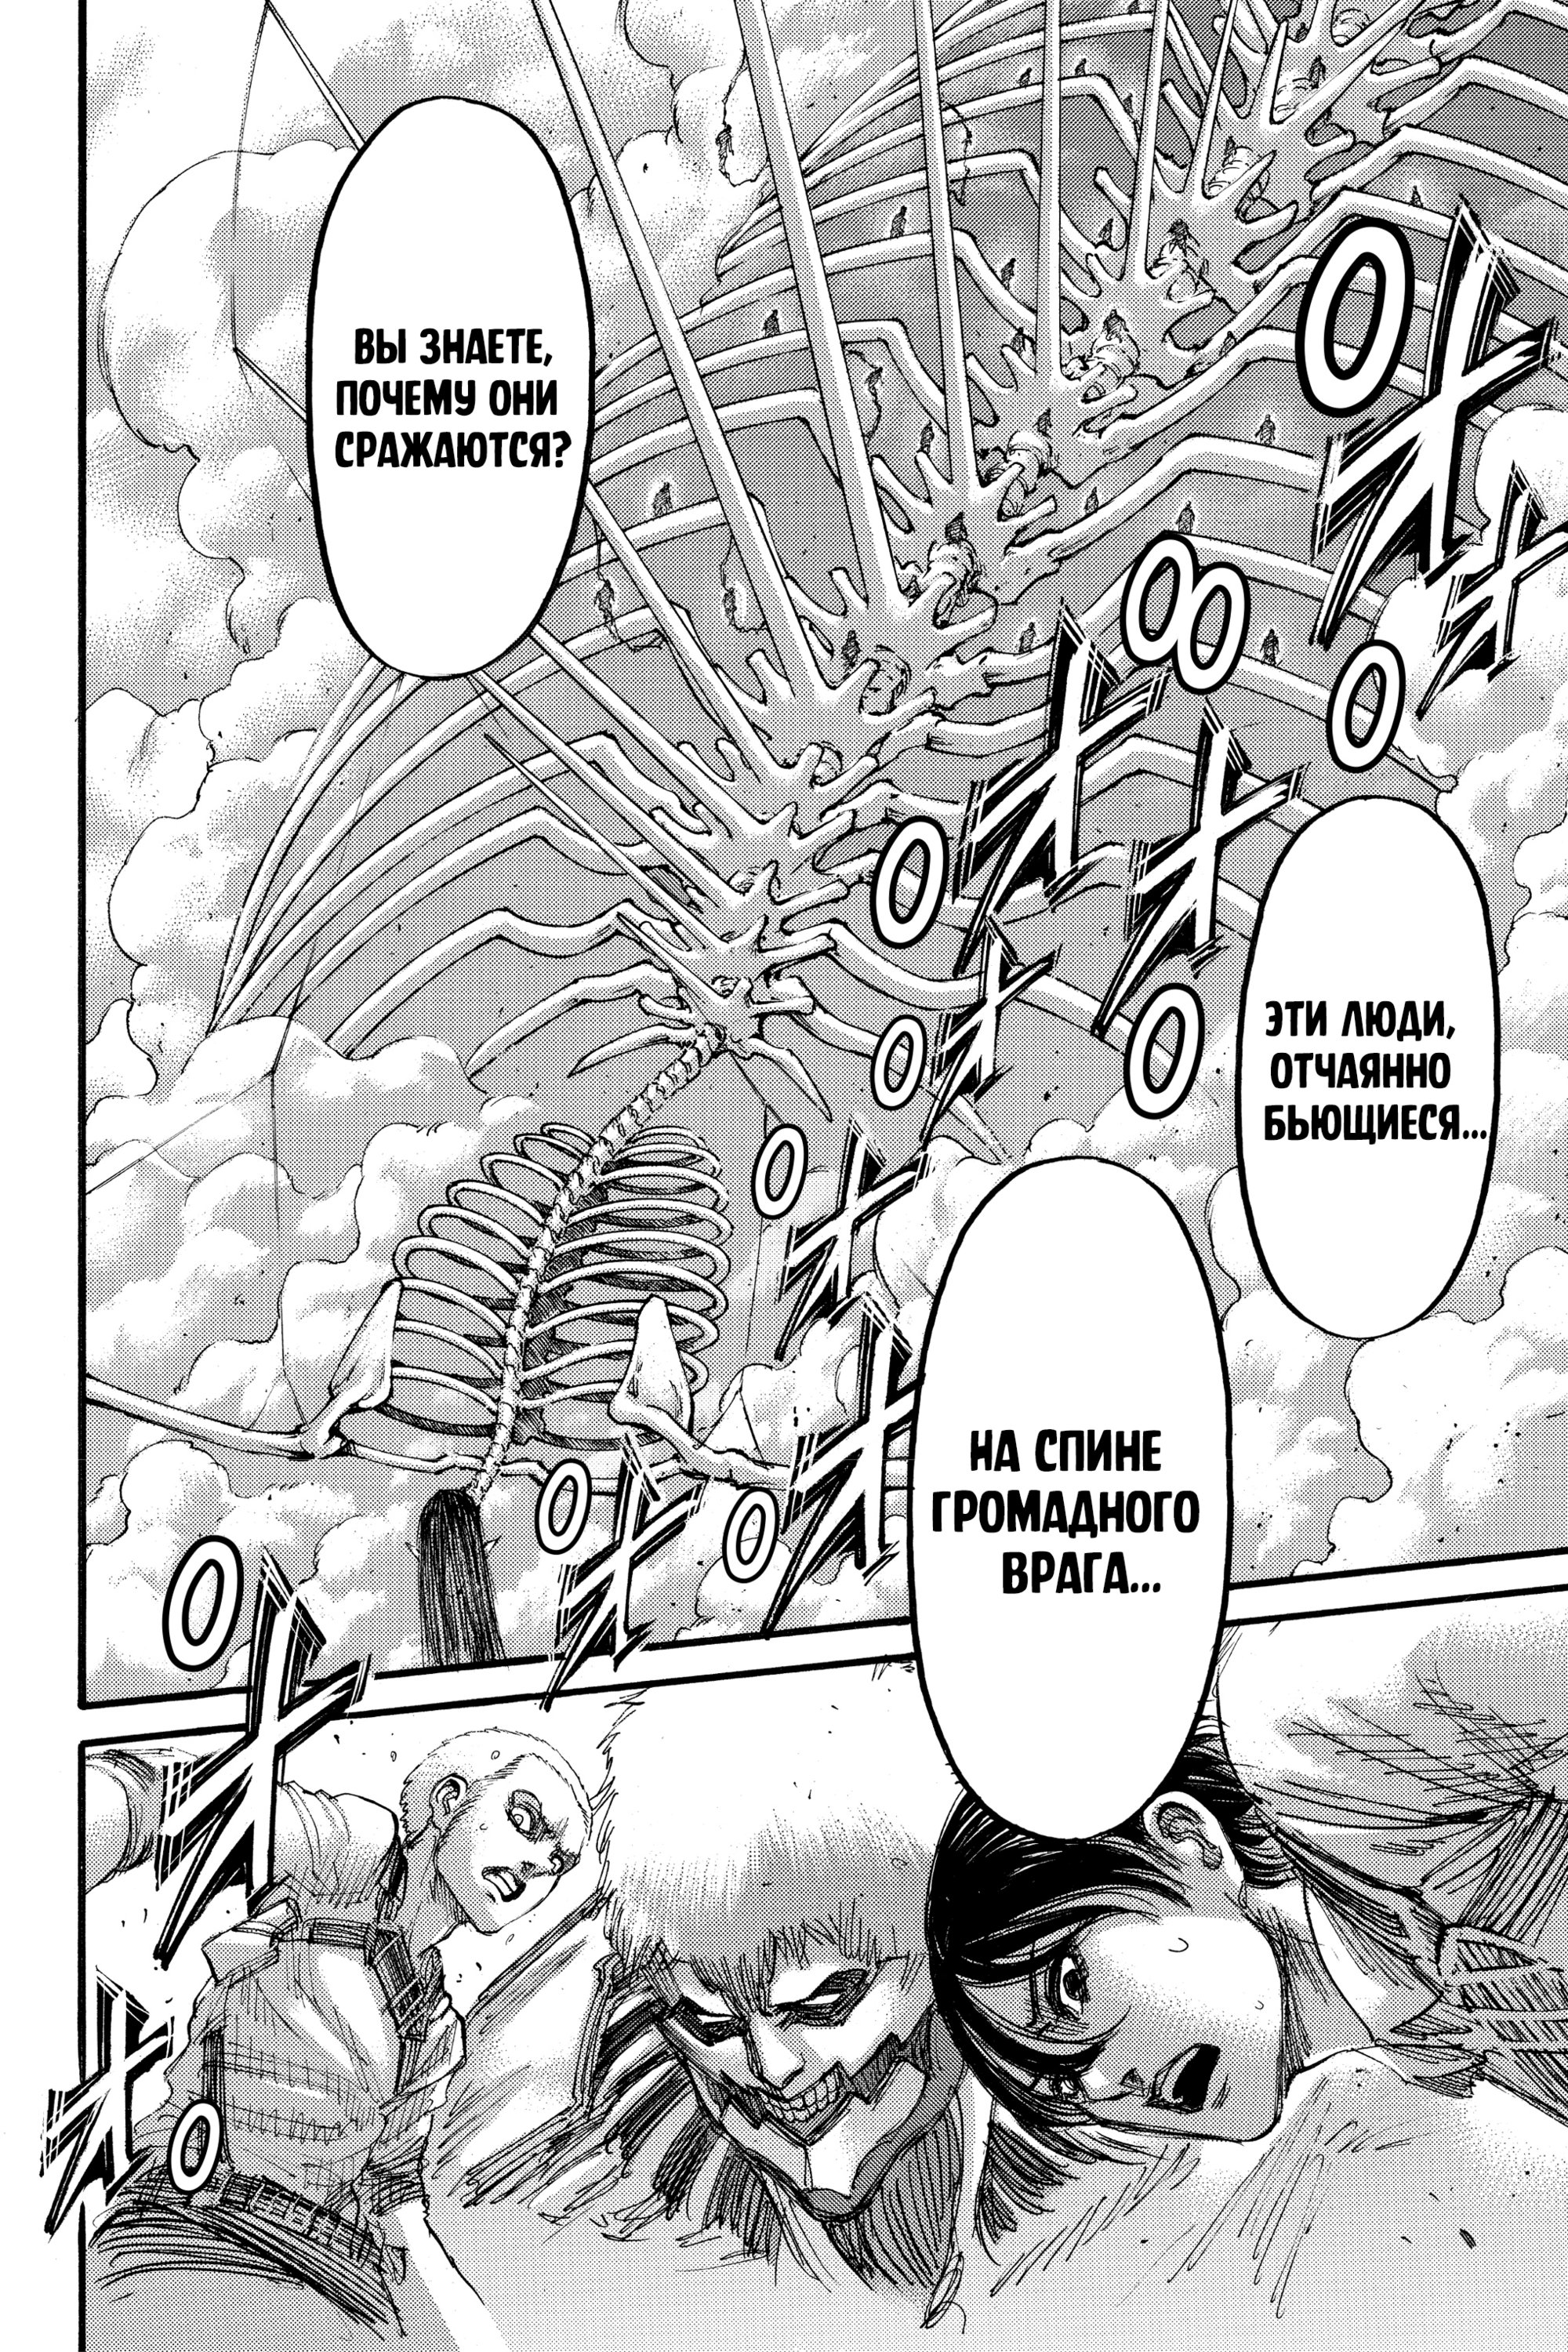 ЭТИ ЛЮДИ,
ОТЧАЯННО
БЬЮЩИЕСЯ...
НА СПИНЕ
ГРОМАДНОГО
ВРАГА...
ВЫ ЗНАЕТЕ,
ПОЧЕМУ ОНИ
СРАЖАЮТСЯ?